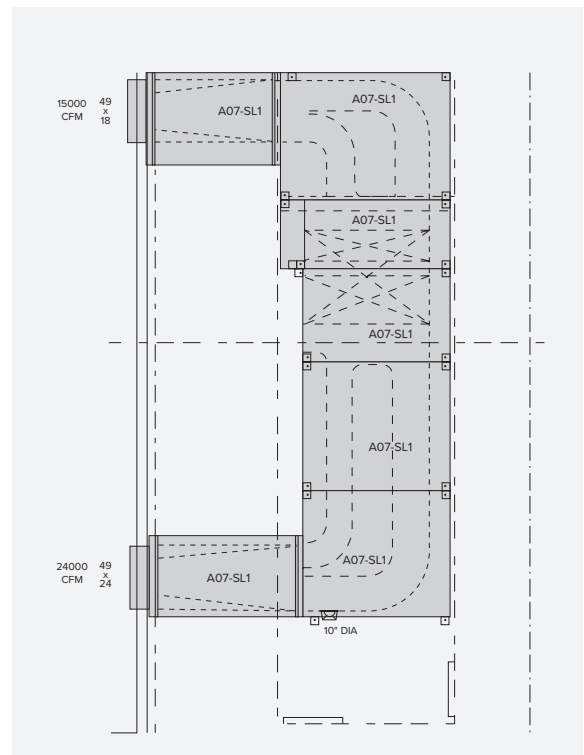 15000
CFM
49
x
18
A07-SL1
A07-SL1
A07-SL1
A07-SL1
A07-SL1
24000
CFM
49
x
24
A07-SL1
A07-SL1
10" DIA